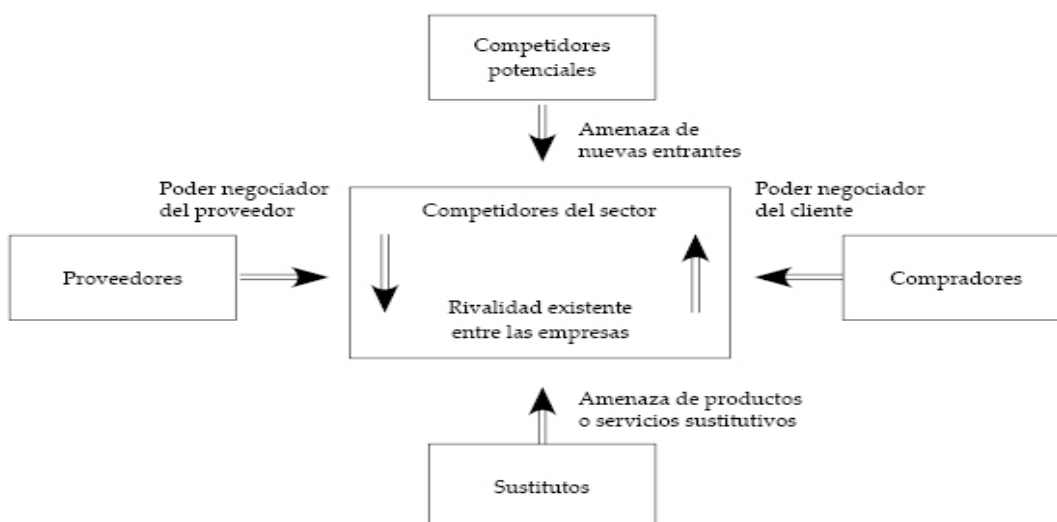 Competidores
potenciales
Amenaza de
nuevas entrantes
Poder negociador
del proveedor
Poder negociador
del cliente
Competidores del sector
Proveedores
Compradores
Rivalidad existente
entre las empresas
Amenaza de productos
o servicios sustitutivos
Sustitutos